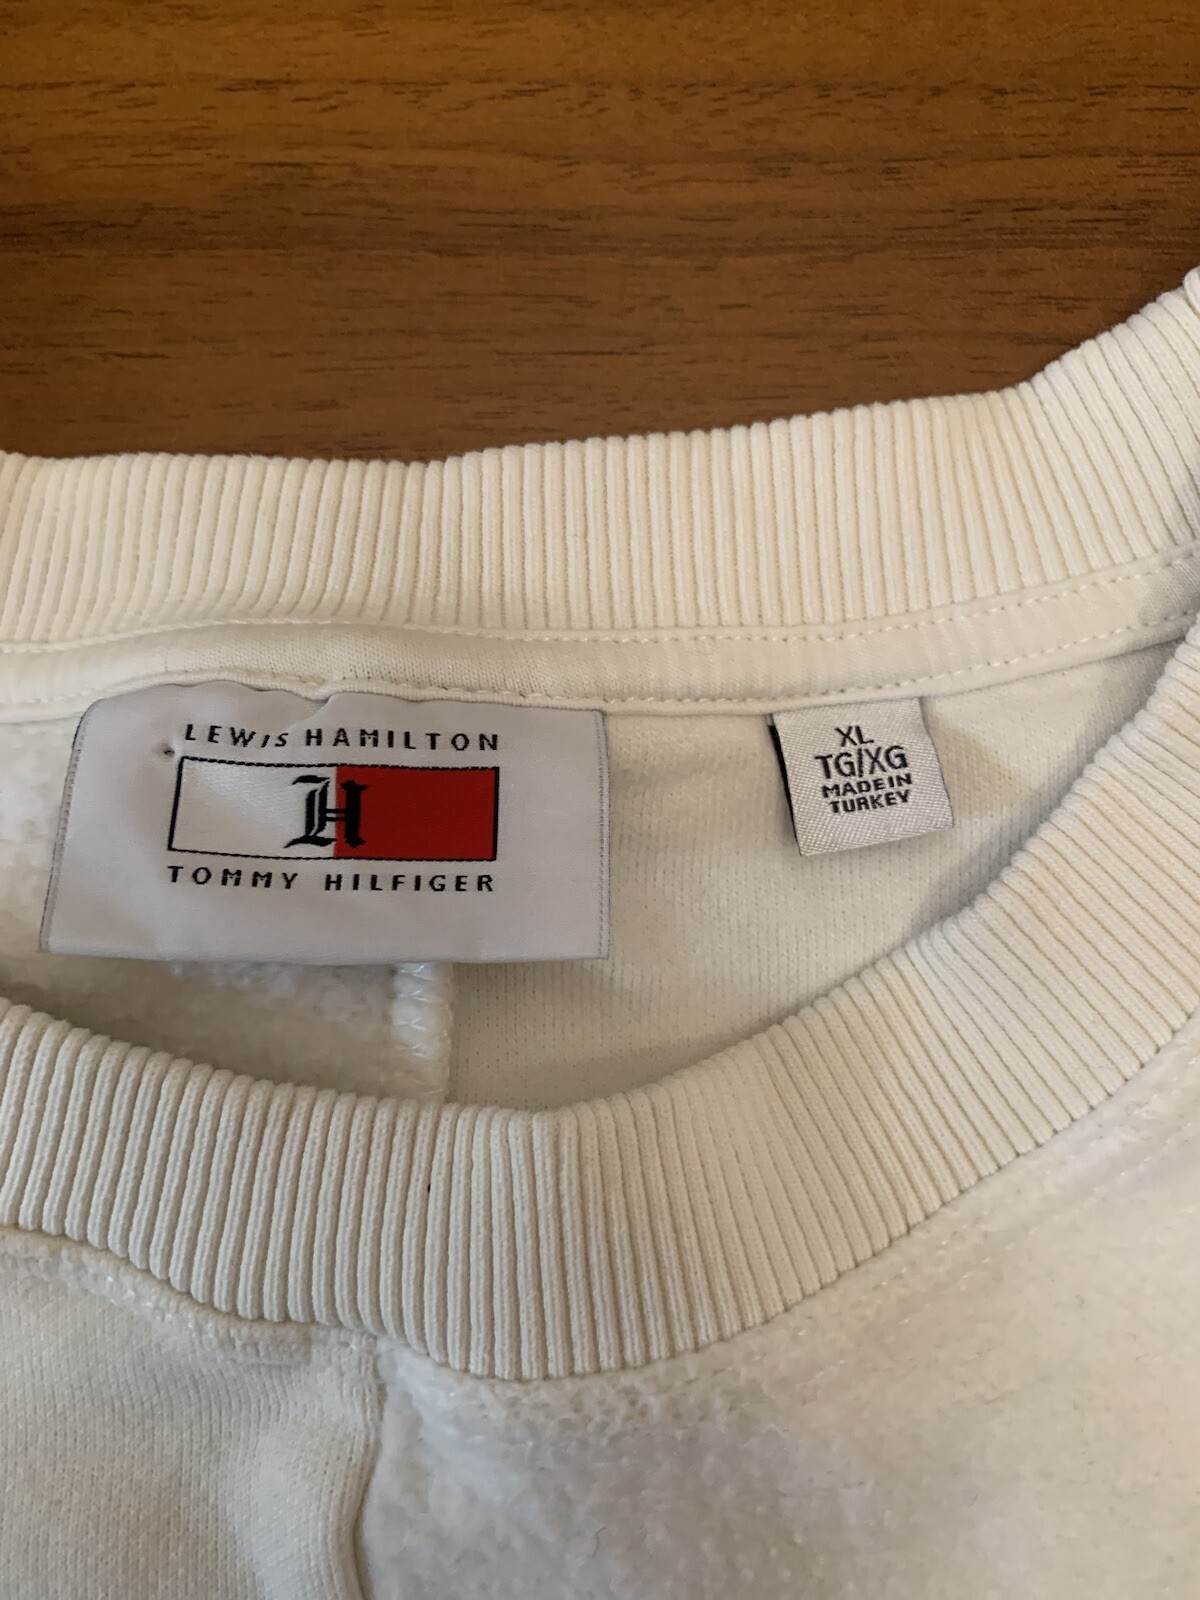 LEWIS HAMILTON
H
TOMMY HILFIGER
XL
TG/XG
MADE IN
TURKEY